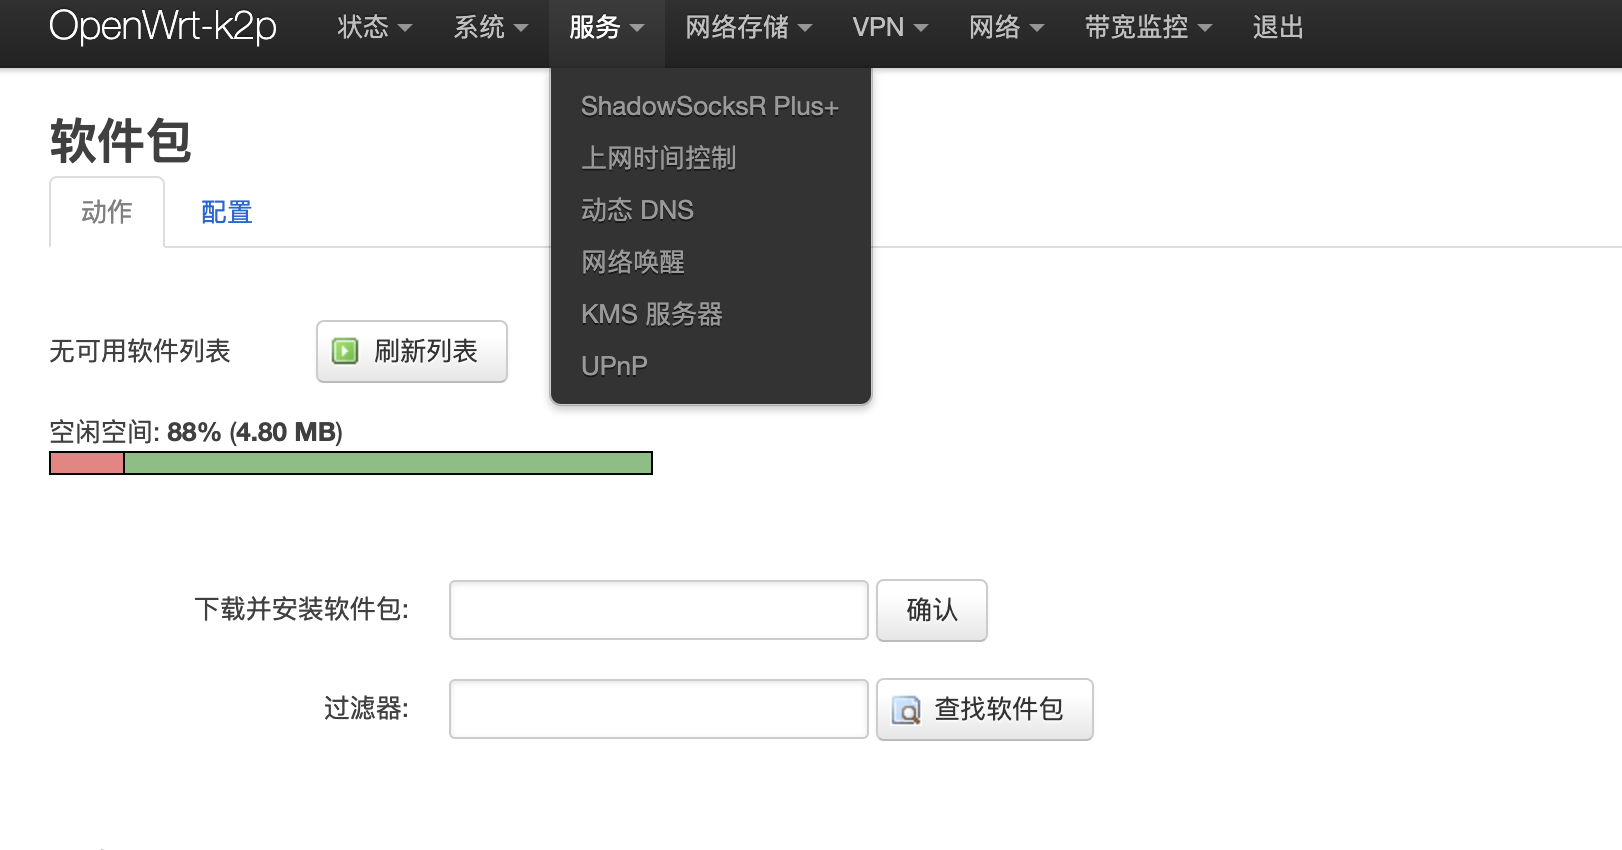 OpenWrt-k2p 状态 系统 服务 网络存储 VPN 网络 带宽监控 退出
ShadowSocksR Plus+
上网时间控制
动态 DNS
网络唤醒
KMS 服务器
UPnP
软件包
动作 配置
无可用软件列表 刷新列表
空闲空间: 88% (4.80 MB)
下载并安装软件包: 确认
过滤器: 查找软件包